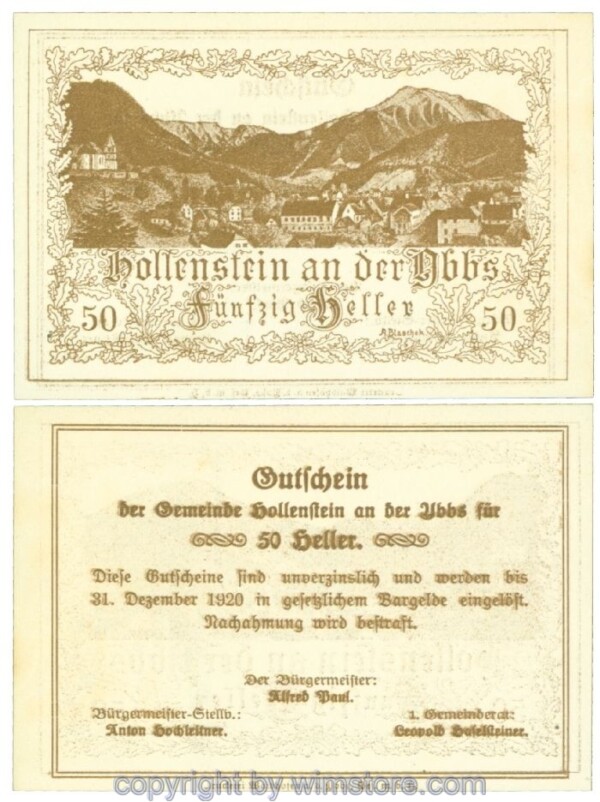 Hollenstein an der Ybbs
Fünfzig Heller
50
50
A. Blaschek
Gutschein
der Gemeinde Hollenstein an der Ybbs für
50 Heller.
Diese Gutscheine sind unverzinslich und werden bis
31. Dezember 1920 in gesetzlichem Bargelde eingelöst.
Nachahmung wird bestraft.
Der Bürgermeister:
Alfred Paul.
Bürgermeister-Stellv.:
Anton Hochleitner.
1. Gemeinderat:
Leopold Haselsteiner.
copyright by wimstore.com